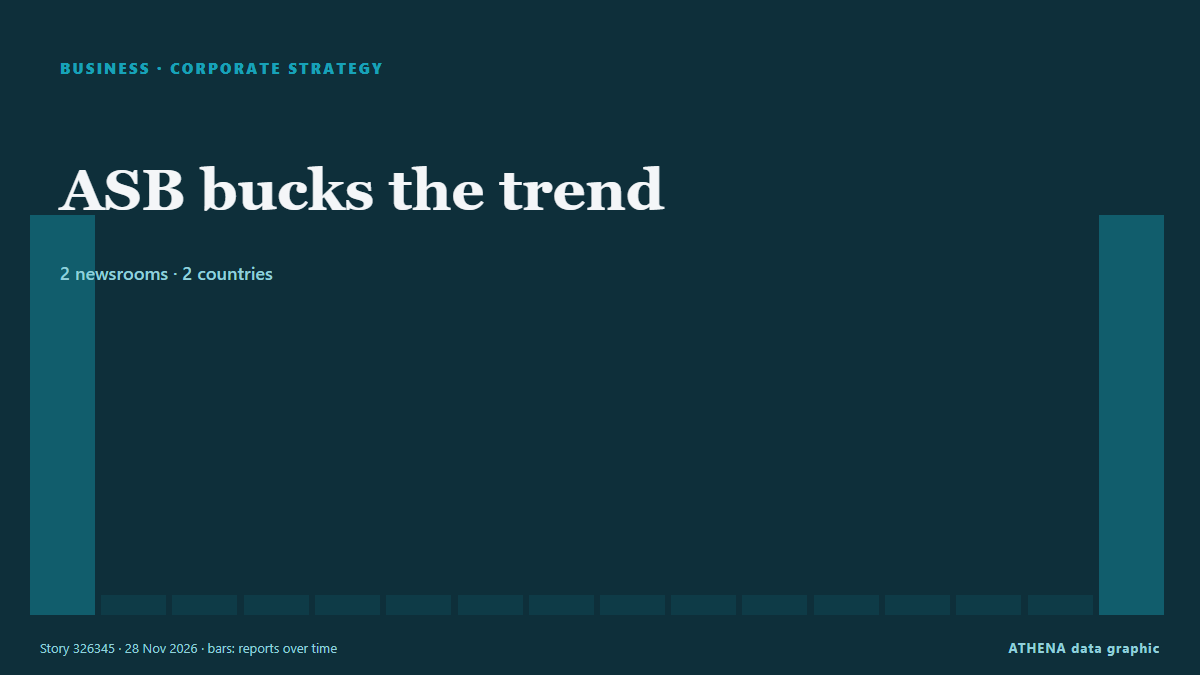 BUSINESS · CORPORATE STRATEGY
ASB bucks the trend
2 newsrooms · 2 countries
Story 326345 · 28 Nov 2026 · bars: reports over time
ATHENA data graphic